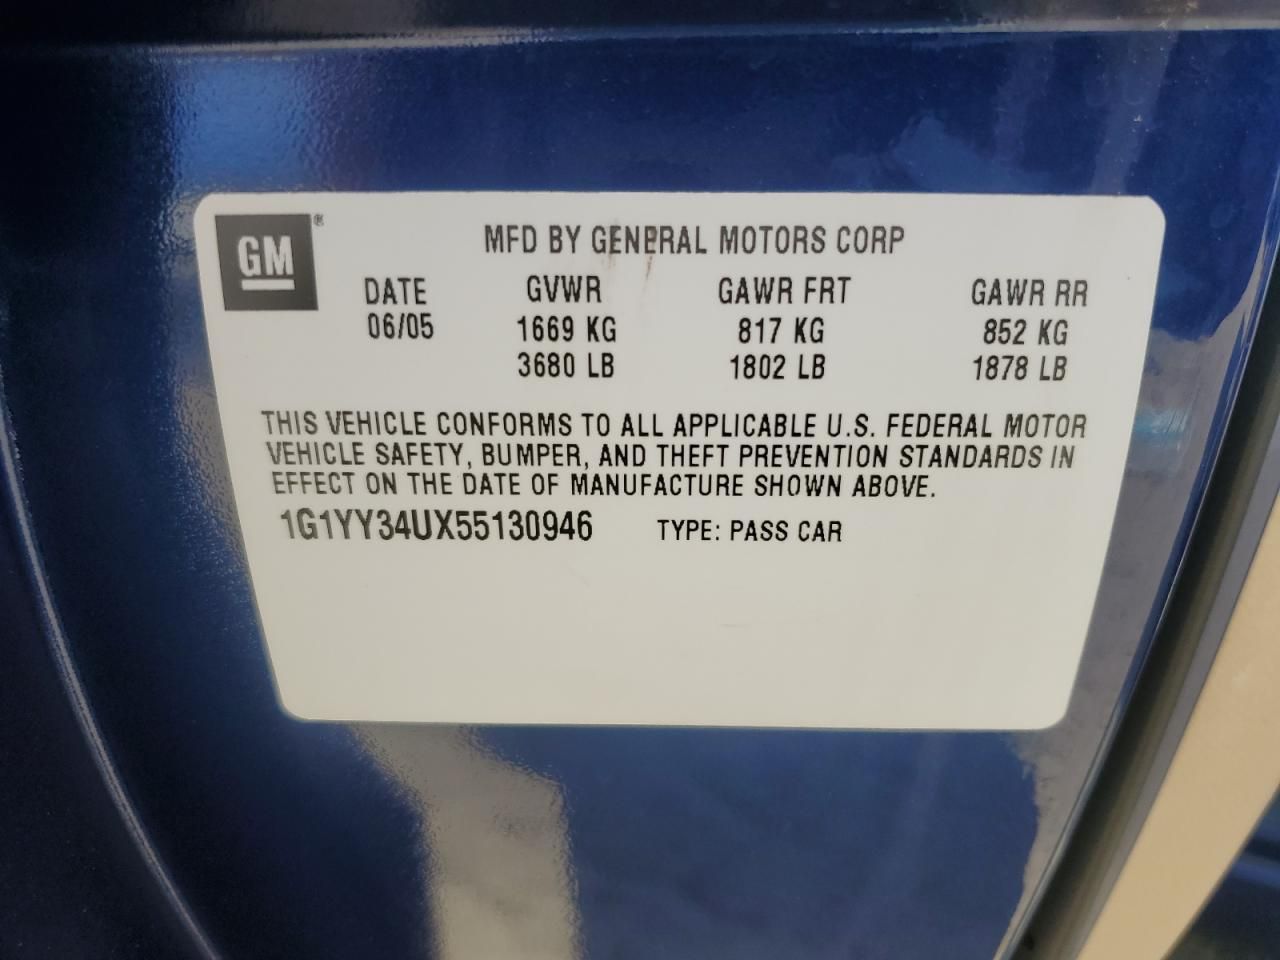 GM®
MFD BY GENERAL MOTORS CORP
DATE GVWR GAWR FRT GAWR RR
06/05 1669 KG 817 KG 852 KG
3680 LB 1802 LB 1878 LB
THIS VEHICLE CONFORMS TO ALL APPLICABLE U.S. FEDERAL MOTOR
VEHICLE SAFETY, BUMPER, AND THEFT PREVENTION STANDARDS IN
EFFECT ON THE DATE OF MANUFACTURE SHOWN ABOVE.
1G1YY34UX55130946 TYPE: PASS CAR